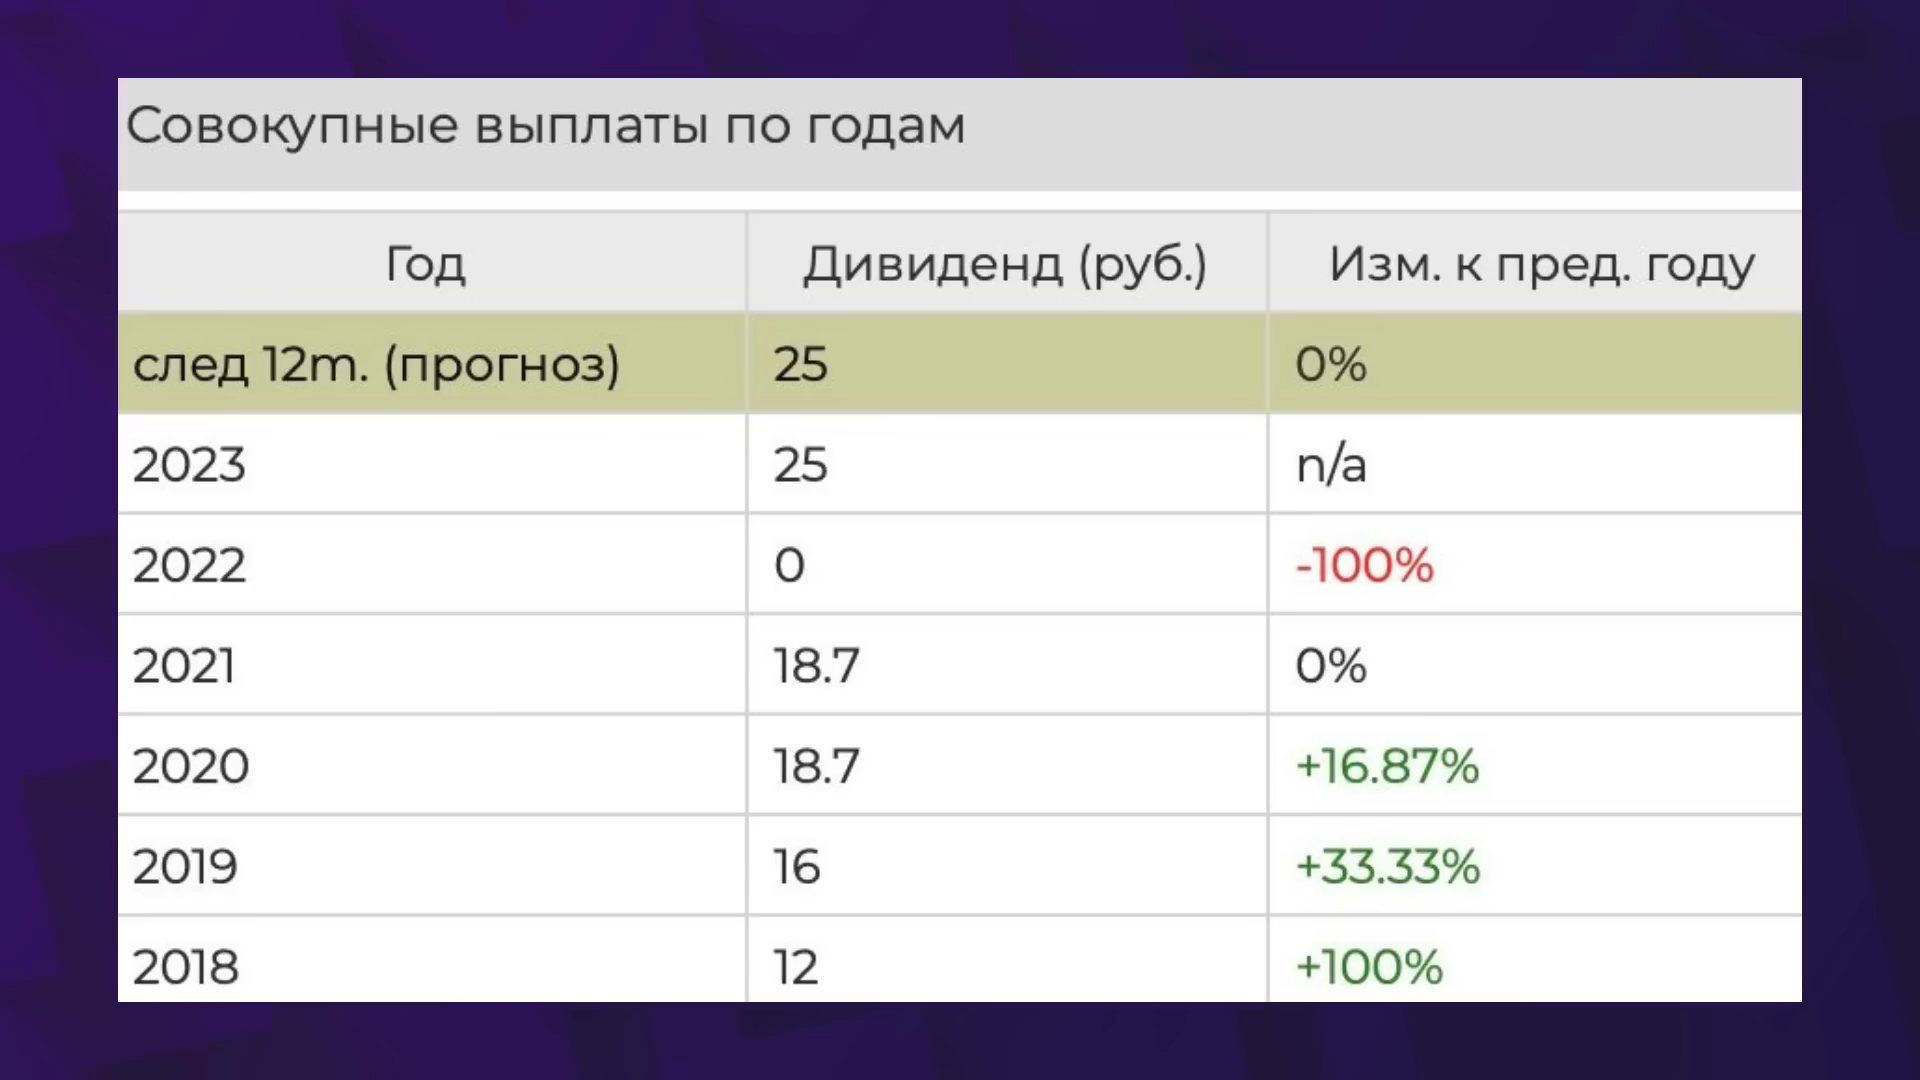 Совокупные выплаты по годам
Год Дивиденд (руб.) Изм. к пред. году
след 12m. (прогноз) 25 0%
2023 25 n/a
2022 0 -100%
2021 18.7 0%
2020 18.7 +16.87%
2019 16 +33.33%
2018 12 +100%